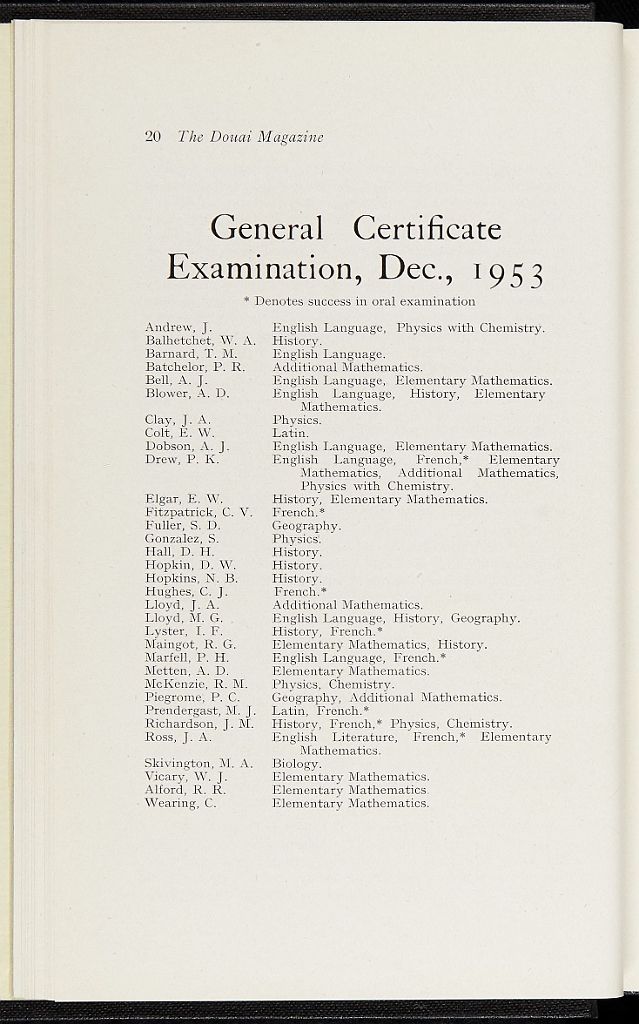 20 The Douai Magazine
General Certificate
Examination, Dec., 1953
* Denotes success in oral examination
Andrew, J. English Language, Physics with Chemistry.
Balhetchet, W. A. History.
Barnard, T. M. English Language.
Batchelor, P. R. Additional Mathematics.
Bell, A. J. English Language, Elementary Mathematics.
Blower, A. D. English Language, History, Elementary
Mathematics.
Clay, J. A. Physics.
Colt, E. W. Latin.
Dobson, A. J. English Language, Elementary Mathematics.
Drew, P. K. English Language, French,* Elementary
Mathematics, Additional Mathematics,
Physics with Chemistry.
Elgar, E. W. History, Elementary Mathematics.
Fitzpatrick, C. V. French.*
Fuller, S. D. Geography.
Gonzalez, S. Physics.
Hall, D. H. History.
Hopkin, D. W. History.
Hopkins, N. B. History.
Hughes, C. J. French.*
Lloyd, J. A. Additional Mathematics.
Lloyd, M. G. English Language, History, Geography.
Lyster, I. F. History, French.*
Maingot, R. G. Elementary Mathematics, History.
Marfell, P. H. English Language, French.*
Metten, A. D. Elementary Mathematics.
McKenzie, R. M. Physics, Chemistry.
Piegrome, P. C. Geography, Additional Mathematics.
Prendergast, M. J. Latin, French.*
Richardson, J. M. History, French,* Physics, Chemistry.
Ross, J. A. English Literature, French,* Elementary
Mathematics.
Skivington, M. A. Biology.
Vicary, W. J. Elementary Mathematics.
Alford, R. R. Elementary Mathematics
Wearing, C. Elementary Mathematics.